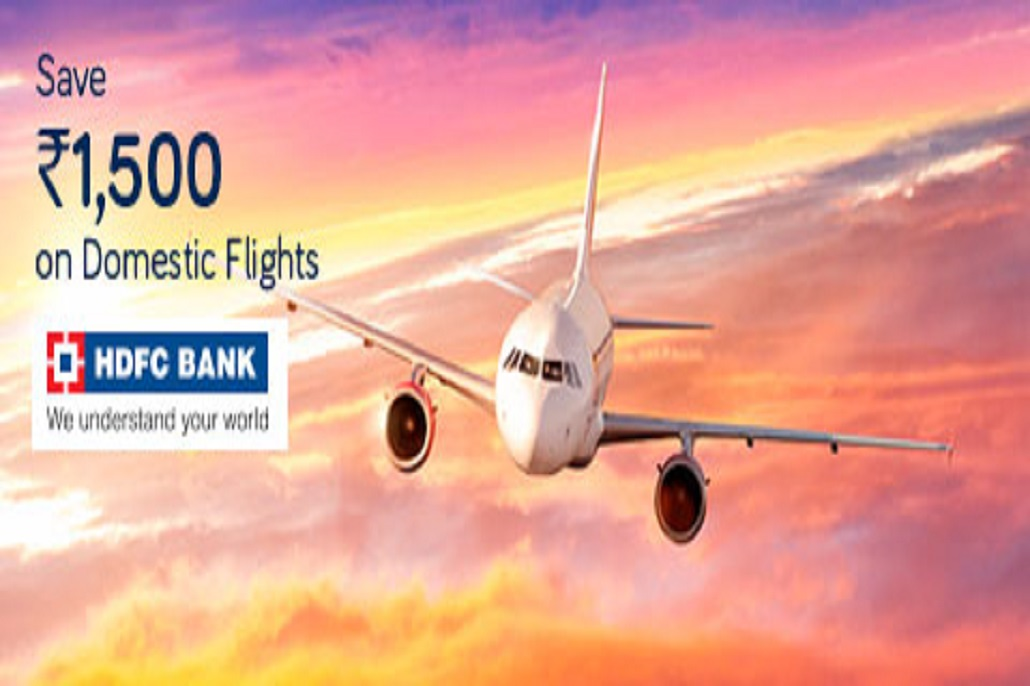 Save
₹1,500
on Domestic Flights
HDFC BANK
We understand your world